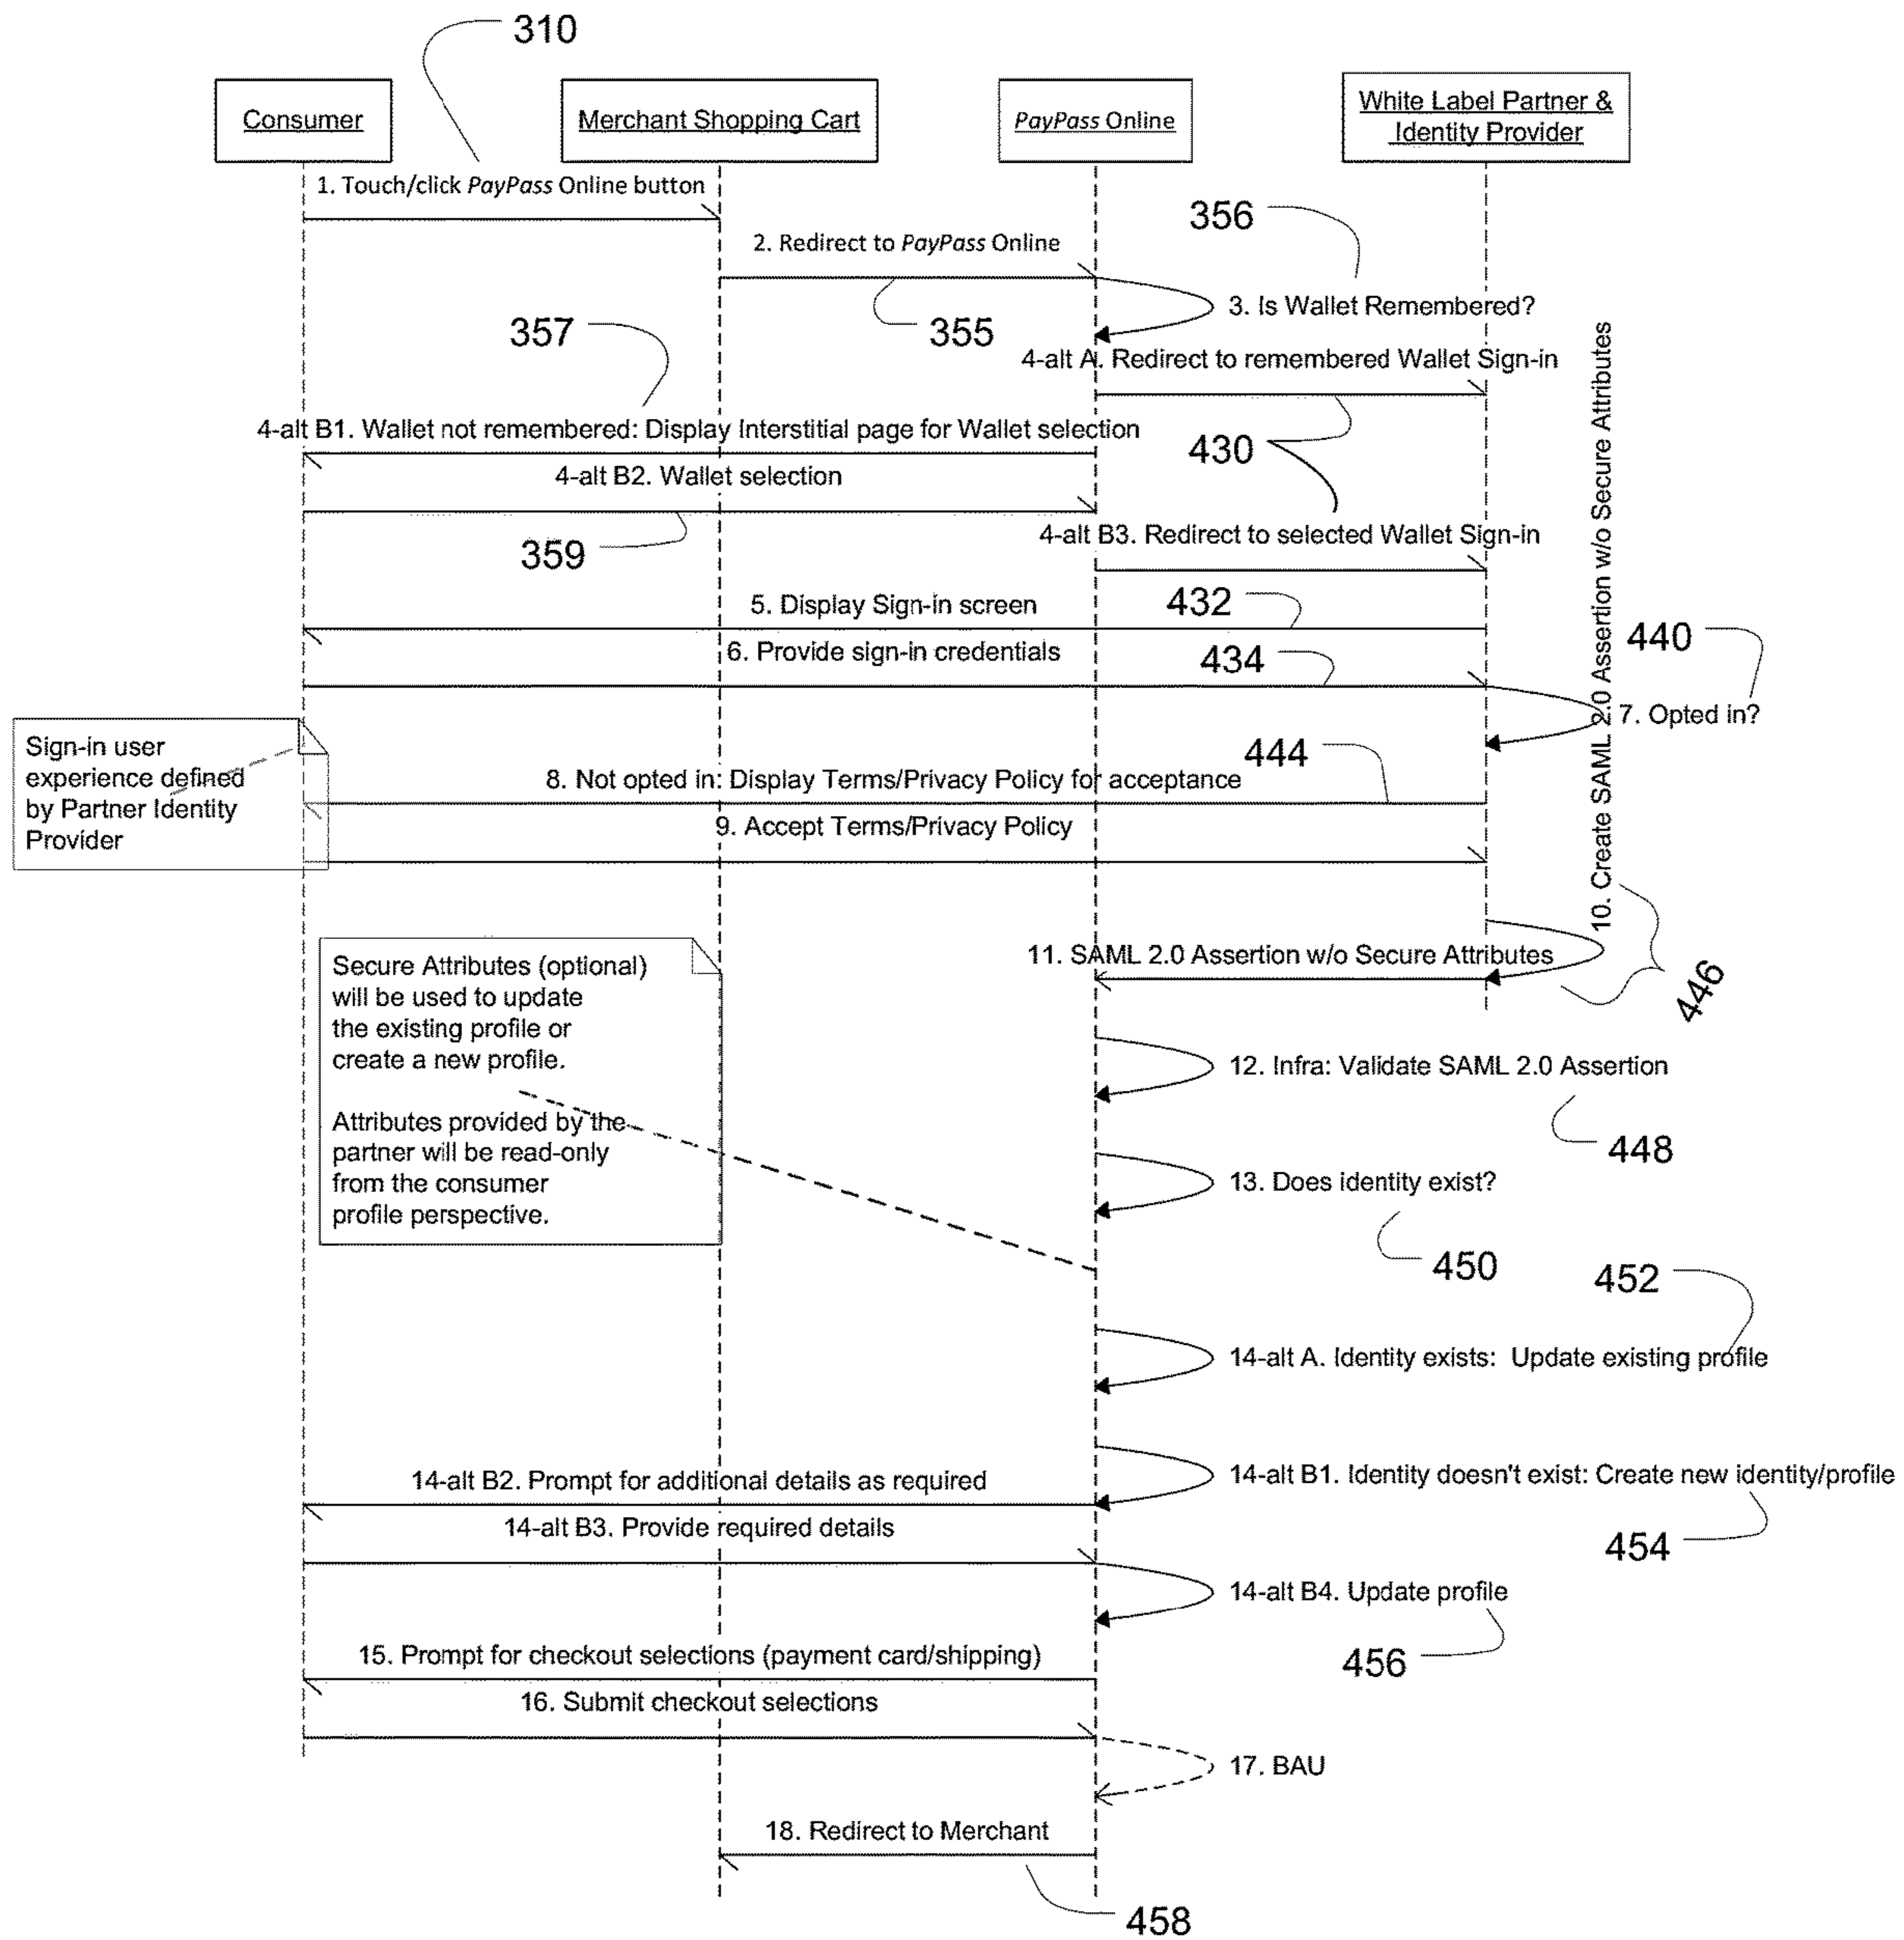 310
Consumer
Merchant Shopping Cart
PayPass Online
White Label Partner &
Identity Provider
1. Touch/click PayPass Online button
356
2. Redirect to PayPass Online
3. Is Wallet Remembered?
357
355
4-alt A. Redirect to remembered Wallet Sign-in
4-alt B1. Wallet not remembered: Display Interstitial page for Wallet selection
430
4-alt B2. Wallet selection
359
4-alt B3. Redirect to selected Wallet Sign-in
5. Display Sign-in screen
432
440
6. Provide sign-in credentials
434
7. Opted in?
Sign-in user
experience defined
by Partner Identity
Provider
444
8. Not opted in: Display Terms/Privacy Policy for acceptance
9. Accept Terms/Privacy Policy
10. Create SAML 2.0 Assertion w/o Secure Attributes
11. SAML 2.0 Assertion w/o Secure Attributes
446
Secure Attributes (optional)
will be used to update
the existing profile or
create a new profile.
Attributes provided by the
partner will be read-only
from the consumer
profile perspective.
12. Infra: Validate SAML 2.0 Assertion
448
13. Does identity exist?
450
452
14-alt A. Identity exists: Update existing profile
14-alt B1. Identity doesn't exist: Create new identity/profile
14-alt B2. Prompt for additional details as required
14-alt B3. Provide required details
454
14-alt B4. Update profile
456
15. Prompt for checkout selections (payment card/shipping)
16. Submit checkout selections
17. BAU
18. Redirect to Merchant
458